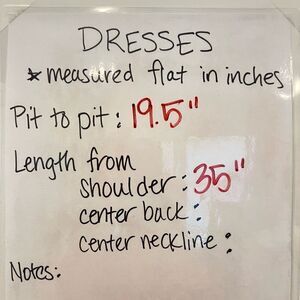 DRESSES
* measured flat in inches
Pit to pit: 19.5"
Length from
shoulder: 35"
center back:
center neckline:
Notes: